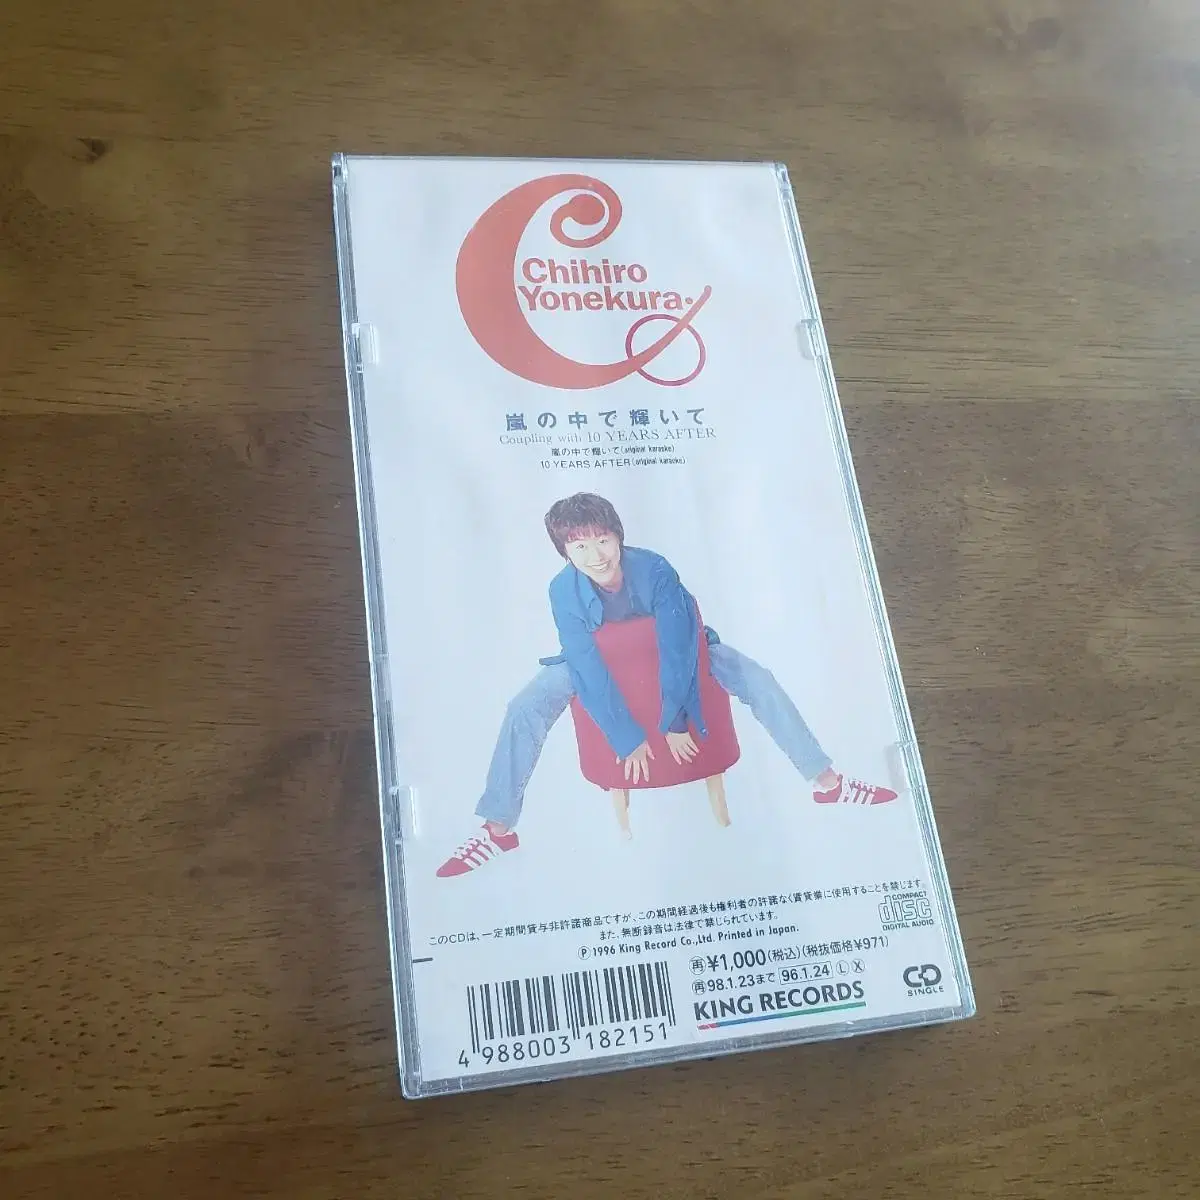 Chihiro
Yonekura
嵐の中で輝いて
Coupling with 10 YEARS AFTER
嵐の中で輝いて(original karaoke)
10 YEARS AFTER(original karaoke)
このCDは、一定期間貸与非許諾商品ですが、この期間経過後も権利者の許諾なく賃貸業に使用することを禁じます。
また、無断録音は法律で禁じられています。
Ⓟ 1996 King Record Co.,Ltd. Printed in Japan.
COMPACT
disc
DIGITAL AUDIO
再¥1,000(税込)(税抜価格¥971)
再98.1.23まで 96.1.24 Ⓛ Ⓧ
KING RECORDS
CD
SINGLE
4 988003 182151